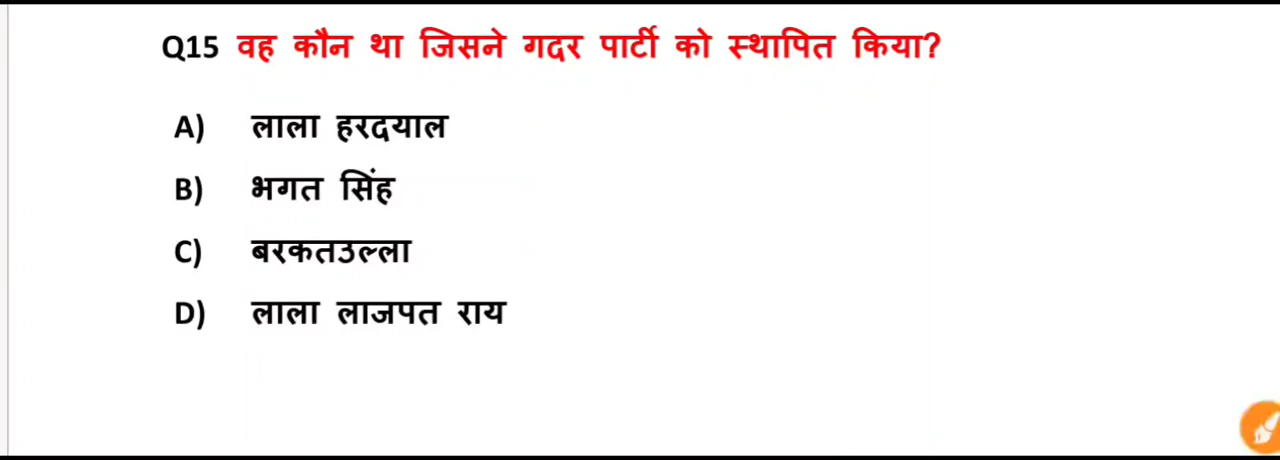 Q15 वह कौन था जिसने गदर पार्टी को स्थापित किया?
A) लाला हरदयाल
B) भगत सिंह
C) बरकतउल्ला
D) लाला लाजपत राय